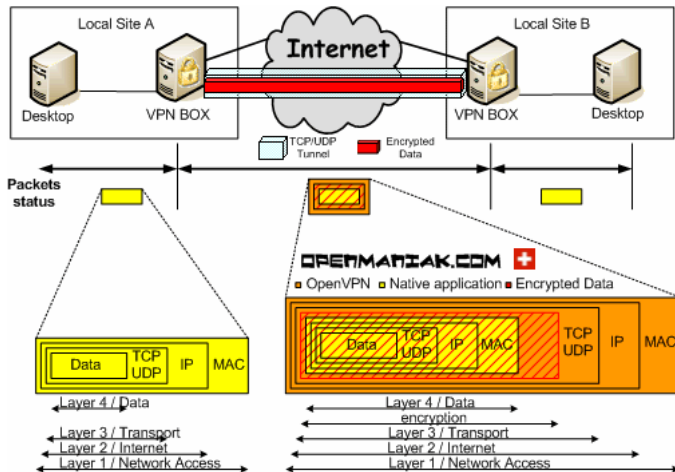 Local Site A
Internet
Local Site B
Desktop
VPN BOX
VPN BOX
Desktop
TCP/UDP
Tunnel
Encrypted
Data
Packets
status
OPENMANIAK.COM
OpenVPN
Native application
Encrypted Data
Data
TCP
UDP
IP
MAC
Data
TCP
UDP
IP
MAC
TCP
UDP
IP
MAC
Layer 4 / Data
Layer 3 / Transport
Layer 2 / Internet
Layer 1 / Network Access
Layer 4 / Data
encryption
Layer 3 / Transport
Layer 2 / Internet
Layer 1 / Network Access